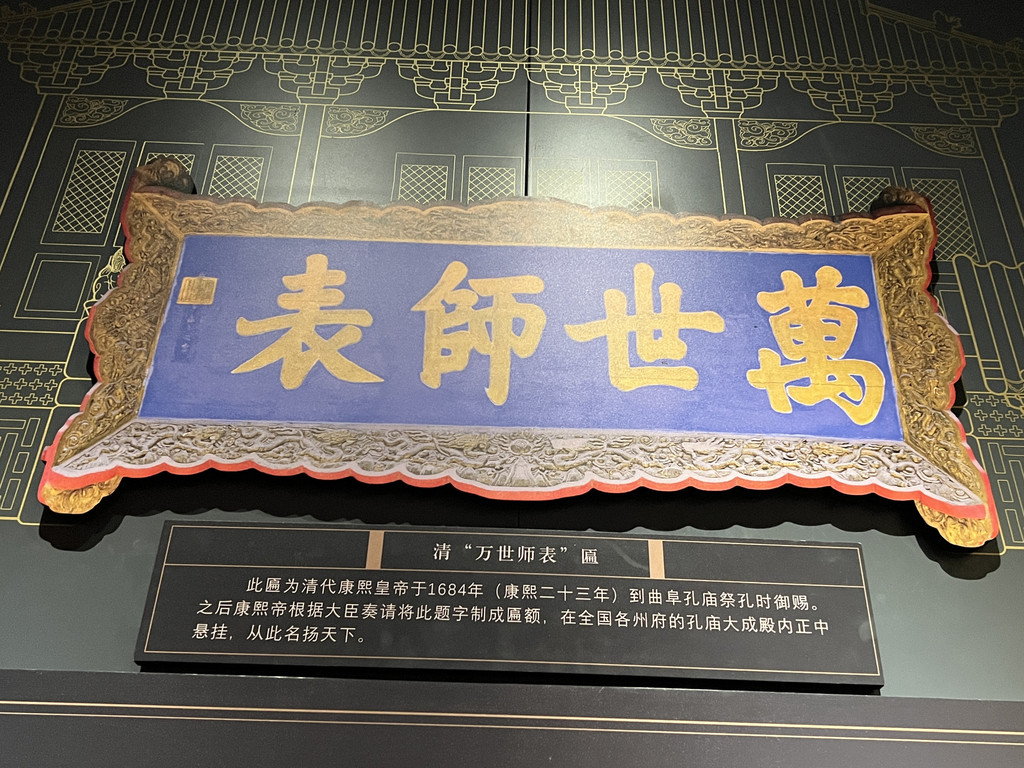 萬世師表
清“万世师表”匾
此匾为清代康熙皇帝于1684年（康熙二十三年）到曲阜孔庙祭孔时御赐。
之后康熙帝根据大臣奏请将此题字制成匾额，在全国各州府的孔庙大成殿内正中
悬挂，从此名扬天下。